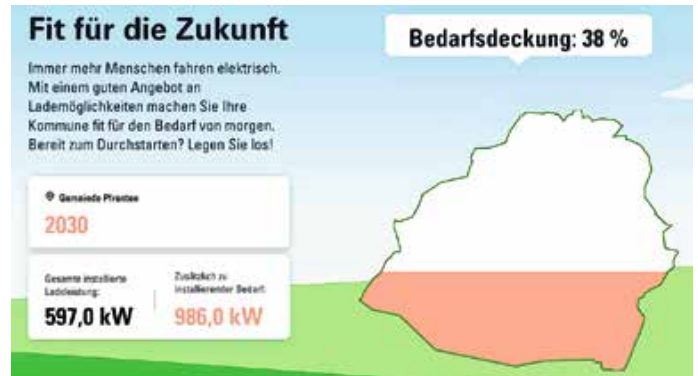 Fit für die Zukunft
Bedarfsdeckung: 38 %
Immer mehr Menschen fahren elektrisch.
Mit einem guten Angebot an
Lademöglichkeiten machen Sie Ihre
Kommune fit für den Bedarf von morgen.
Bereit zum Durchstarten? Legen Sie los!
Gemeinde
2030
Gesamte installierte
Ladeleistung:
597,0 kW
Zusätzlich zu
installierender Bedarf:
986,0 kW